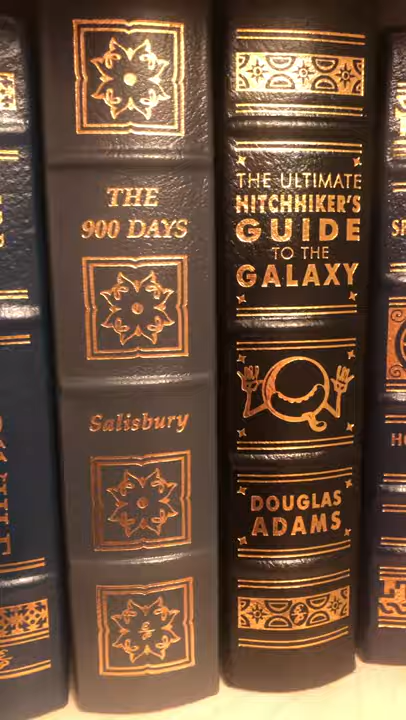 THE
900 DAYS
Salisbury
THE ULTIMATE
HITCHHIKER'S
GUIDE
TO THE
GALAXY
DOUGLAS
ADAMS